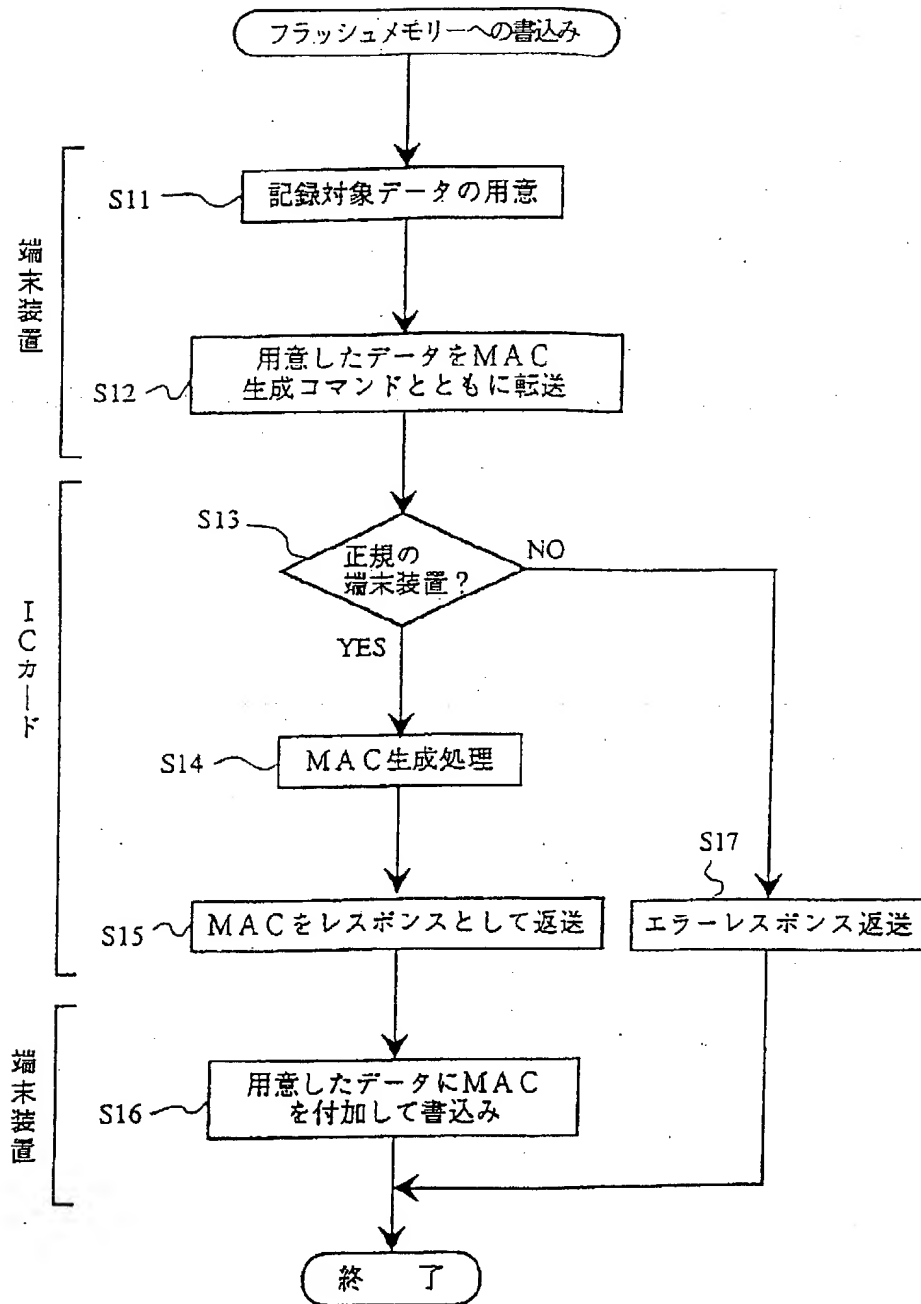 フラッシュメモリーへの書込み
端末装置
S11
記録対象データの用意
S12
用意したデータをMAC
生成コマンドとともに転送
ICカード
S13
正規の
端末装置?
NO
YES
S14
MAC生成処理
S15
MACをレスポンスとして返送
S17
エラーレスポンス返送
端末装置
S16
用意したデータにMAC
を付加して書込み
終 了